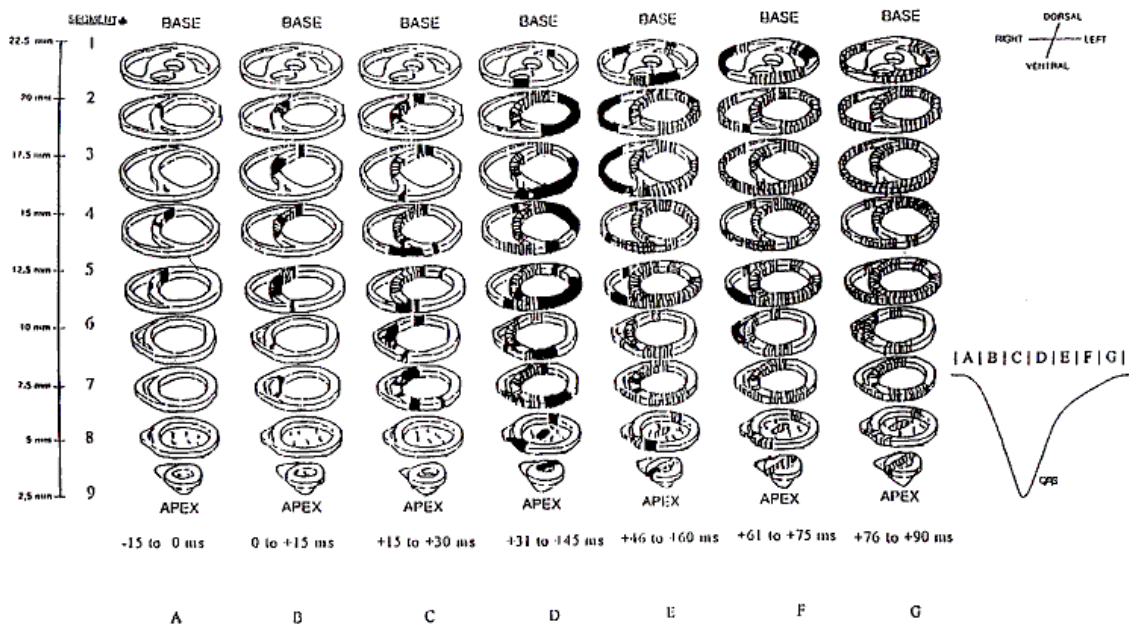 SEGMENT
BASE BASE BASE BASE BASE BASE BASE
DORSAL
RIGHT LEFT
VENTRAL
22.5 mm 1
20 mm 2
17.5 mm 3
15 mm 4
12.5 mm 5
10 mm 6
7.5 mm 7
5 mm 8
2,5 mm 9
| A | B | C | D | E | F | G |
QRS
APEX APEX APEX APEX APEX APEX APEX
-15 to 0 ms 0 to +15 ms +15 to +30 ms +31 to +45 ms +46 to +60 ms +61 to +75 ms +76 to +90 ms
A B C D E F G